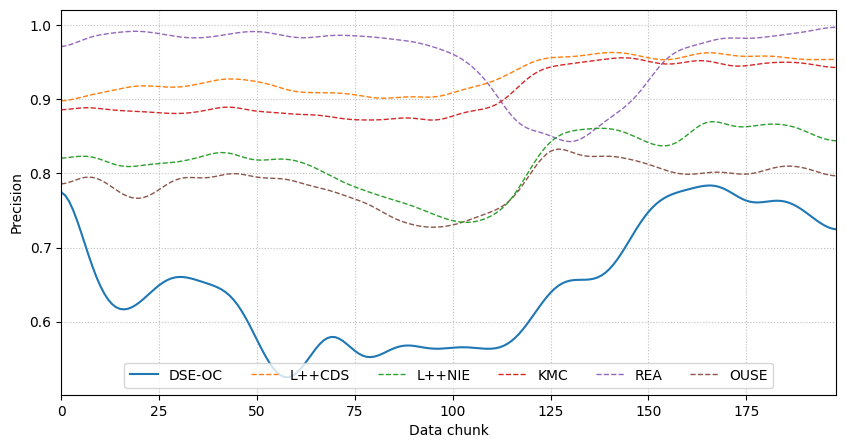 1.0
0.9
0.8
0.7
0.6
Precision
DSE-OC L++CDS L++NIE KMC REA OUSE
0 25 50 75 100 125 150 175
Data chunk